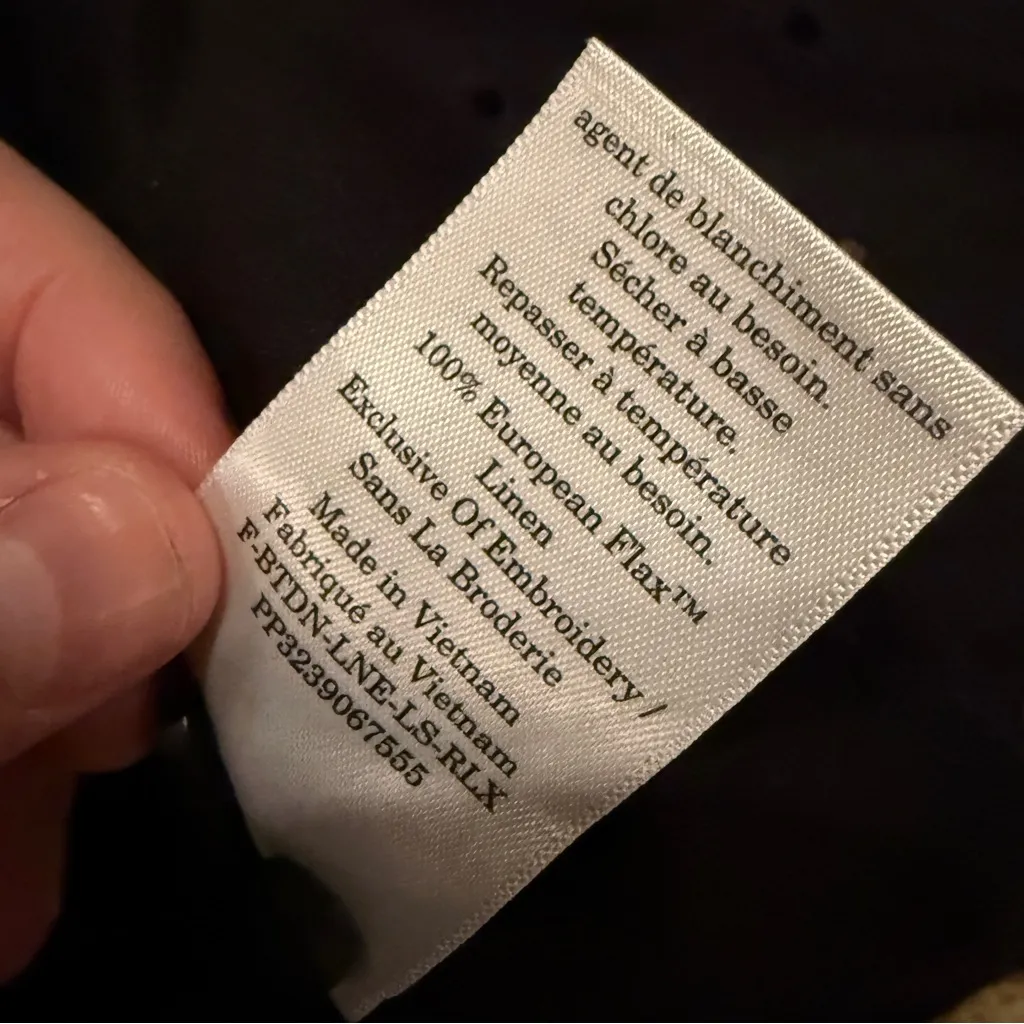 agent de blanchiment sans
chlore au besoin.
Sécher à basse
température.
Repasser à température
moyenne au besoin.
100% European Flax™
Linen
Exclusive Of Embroidery /
Sans La Broderie
Made in Vietnam
Fabriqué au Vietnam
F-BTDN-LNE-LS-RLX
PP3239067555